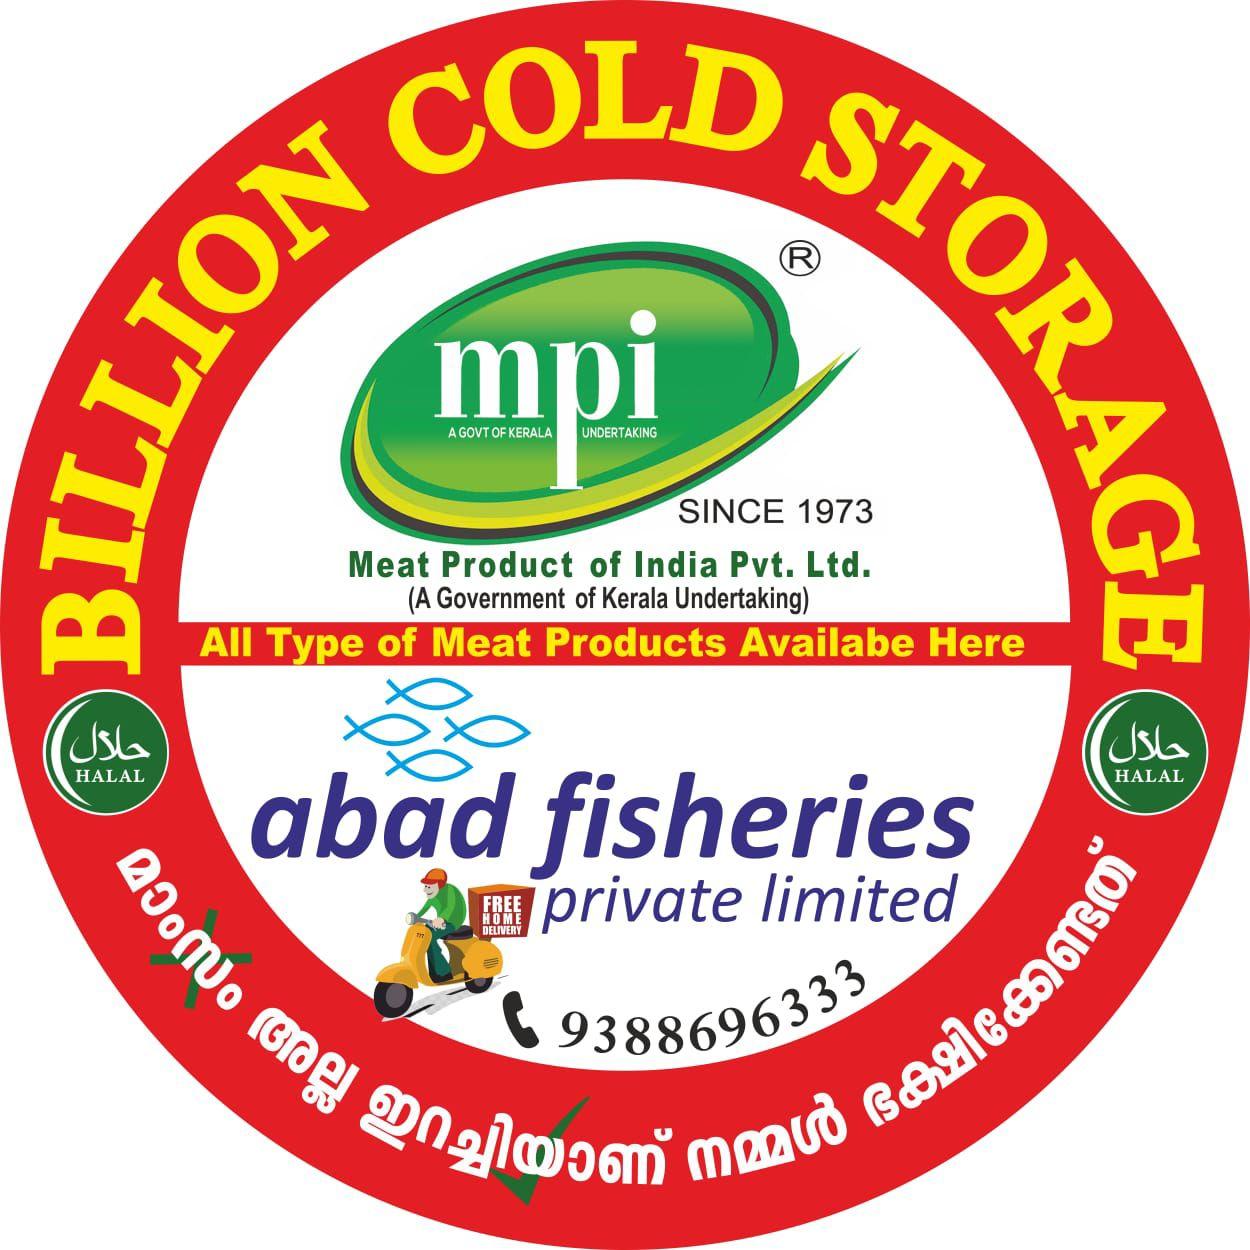 BILLION COLD STORAGE
®
mpi
A GOVT OF KERALA UNDERTAKING
SINCE 1973
Meat Product of India Pvt. Ltd.
(A Government of Kerala Undertaking)
All Type of Meat Products Availabe Here
حلال
HALAL
حلال
HALAL
abad fisheries
private limited
FREE
HOME
DELIVERY
9388696333
മാംസം അല്ല ഇറച്ചിയാണ് നമ്മൾ ഭക്ഷിക്കേണ്ടത്